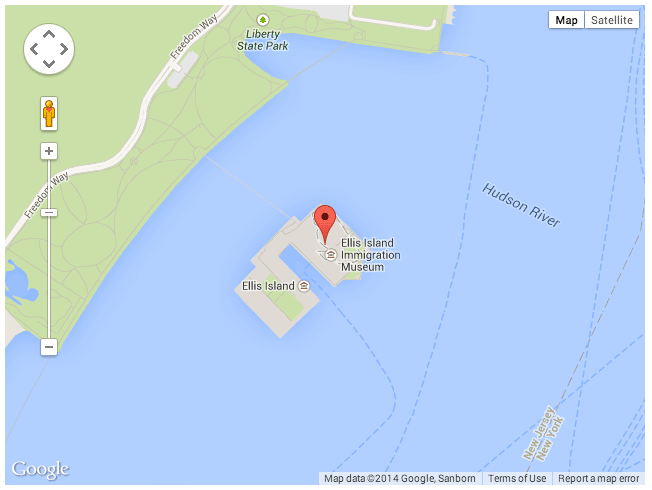 Map
Satellite
Liberty
State Park
Freedom Way
Freedom Way
Hudson River
Ellis Island
Immigration
Museum
Ellis Island
New Jersey
New York
Google
Map data ©2014 Google, Sanborn
Terms of Use
Report a map error